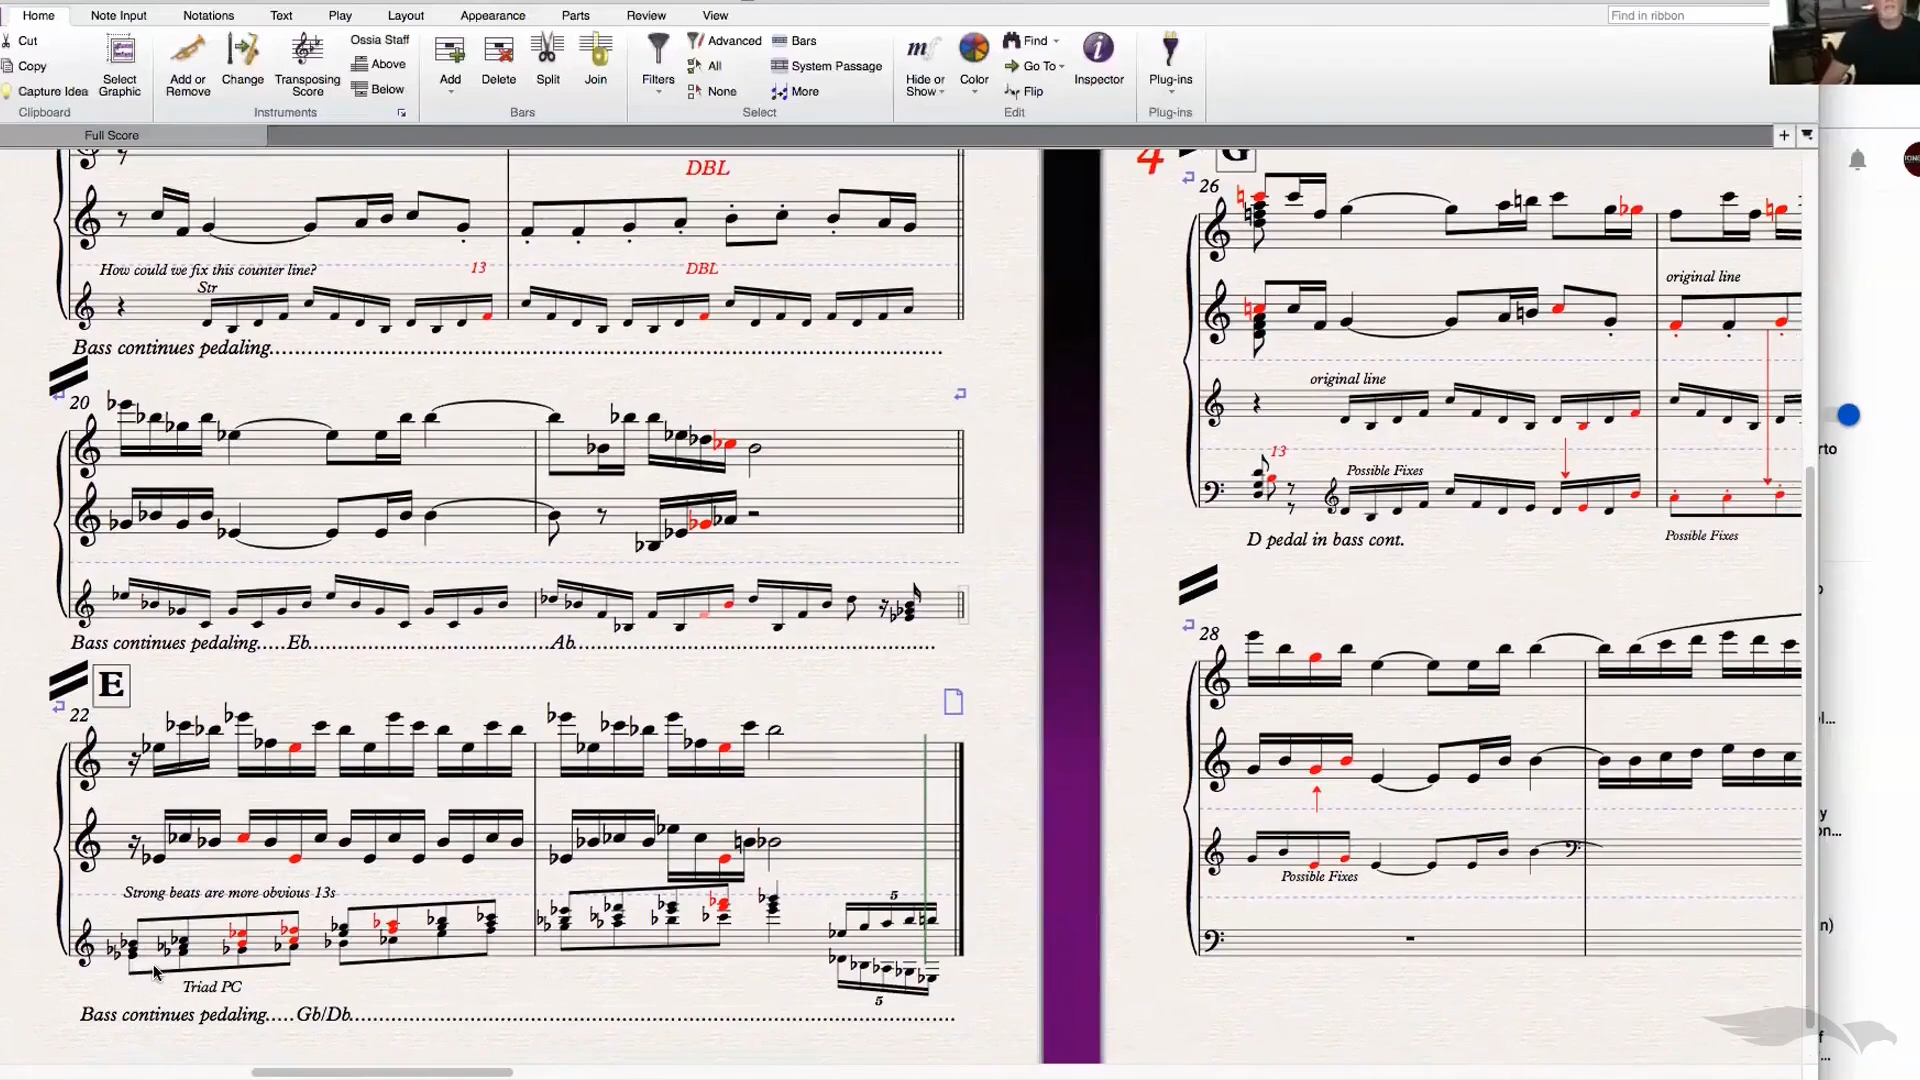 Home Note Input Notations Text Play Layout Appearance Parts Review View Find in ribbon
Cut
Copy
Capture Idea
Clipboard
Select Graphic
Add or Remove
Change
Transposing Score
Ossia Staff
Above
Below
Instruments
Add
Delete
Split
Join
Bars
Filters
Advanced
All
None
Bars
System Passage
More
Select
Hide or Show
Color
Find
Go To
Flip
Inspector
Edit
Plug-ins
Plug-ins
Full Score
DBL
How could we fix this counter line?
Str
13
DBL
Bass continues pedaling
20
Bass continues pedaling.....Eb
Ab
E
22
Strong beats are more obvious 13s
Triad PC
5
5
Bass continues pedaling.....Gb/Db
4
G
26
original line
original line
13
Possible Fixes
D pedal in bass cont.
Possible Fixes
28
Possible Fixes
rto